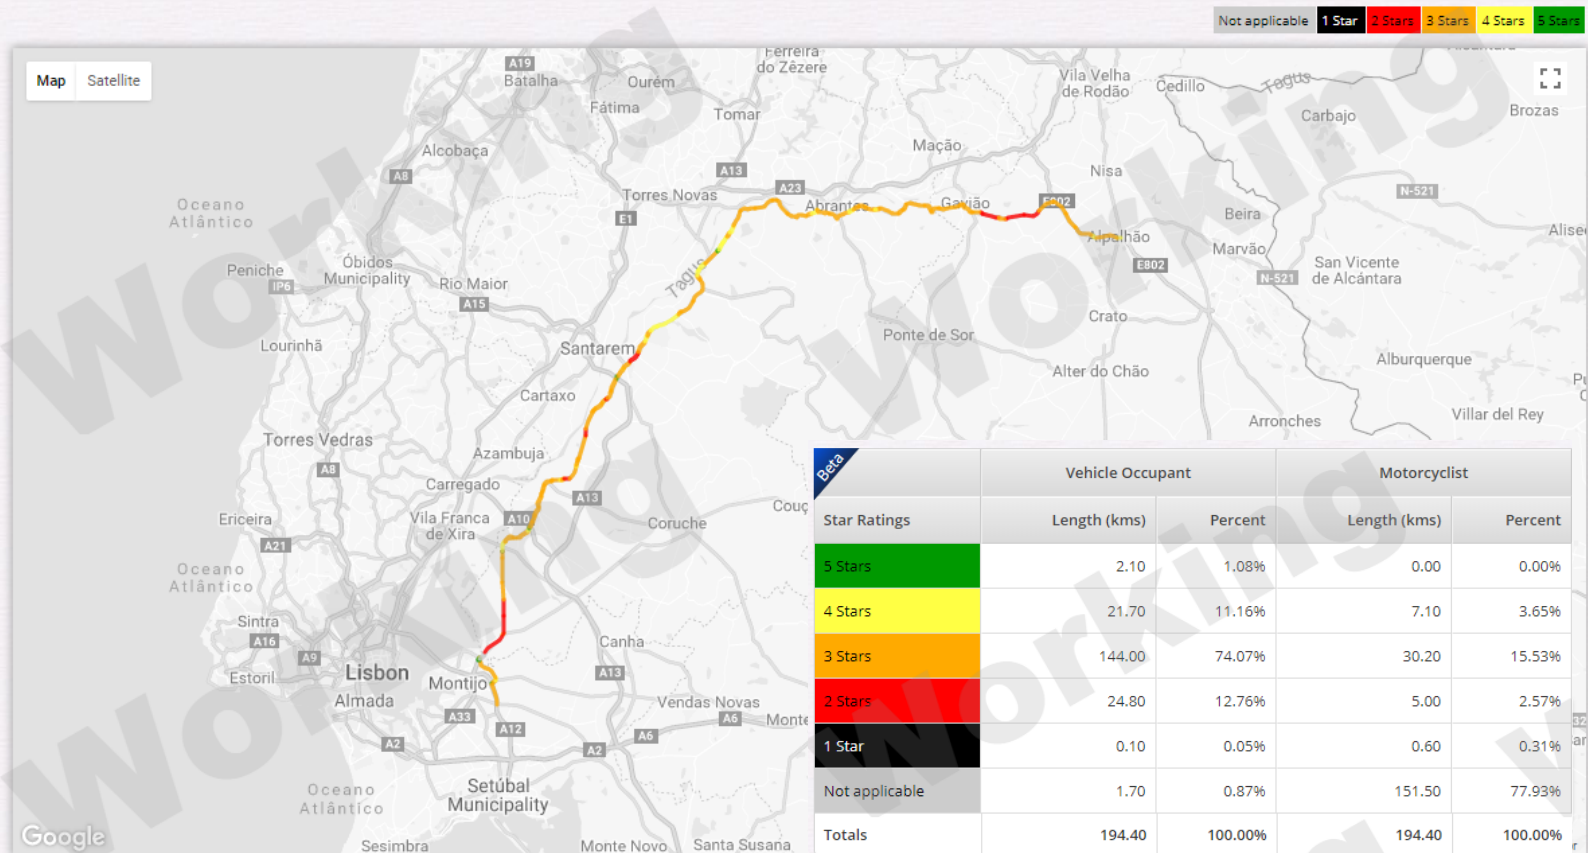 Not applicable 1 Star 2 Stars 3 Stars 4 Stars 5 Stars
Map Satellite
A19
Batalha
Ourém
Fátima
Ferreira
do Zêzere
Tomar
Vila Velha
de Rodão
Cedillo
Tagus
Carbajo
Brozas
Alcobaça
A8
Mação
Nisa
A13
A23
Torres Novas
E1
Abrantes
Gavião
E802
N-521
Oceano
Atlântico
Beira
Alpalhão
Marvão
E802
N-521
San Vicente
de Alcántara
Peniche
IP6
Óbidos
Municipality
Rio Maior
A15
Tagus
Crato
Ponte de Sor
Lourinhã
Santarem
Alter do Chão
Alburquerque
Cartaxo
Arronches
Villar del Rey
Torres Vedras
A8
Azambuja
Carregado
A13
Ericeira
Vila Franca
de Xira
A10
Coruche
A21
Oceano
Atlântico
Sintra
A16
A9
Canha
Estoril
Lisbon
A13
Almada
Montijo
A33
A12
Vendas Novas
A6
A2
A2
A6
Oceano
Atlântico
Setúbal
Municipality
Google
Sesimbra
Monte Novo
Santa Susana
Beta
Vehicle Occupant Motorcyclist
Star Ratings Length (kms) Percent Length (kms) Percent
5 Stars 2.10 1.08% 0.00 0.00%
4 Stars 21.70 11.16% 7.10 3.65%
3 Stars 144.00 74.07% 30.20 15.53%
2 Stars 24.80 12.76% 5.00 2.57%
1 Star 0.10 0.05% 0.60 0.31%
Not applicable 1.70 0.87% 151.50 77.93%
Totals 194.40 100.00% 194.40 100.00%
Working
Working
Working
Working
Working
Working
Working